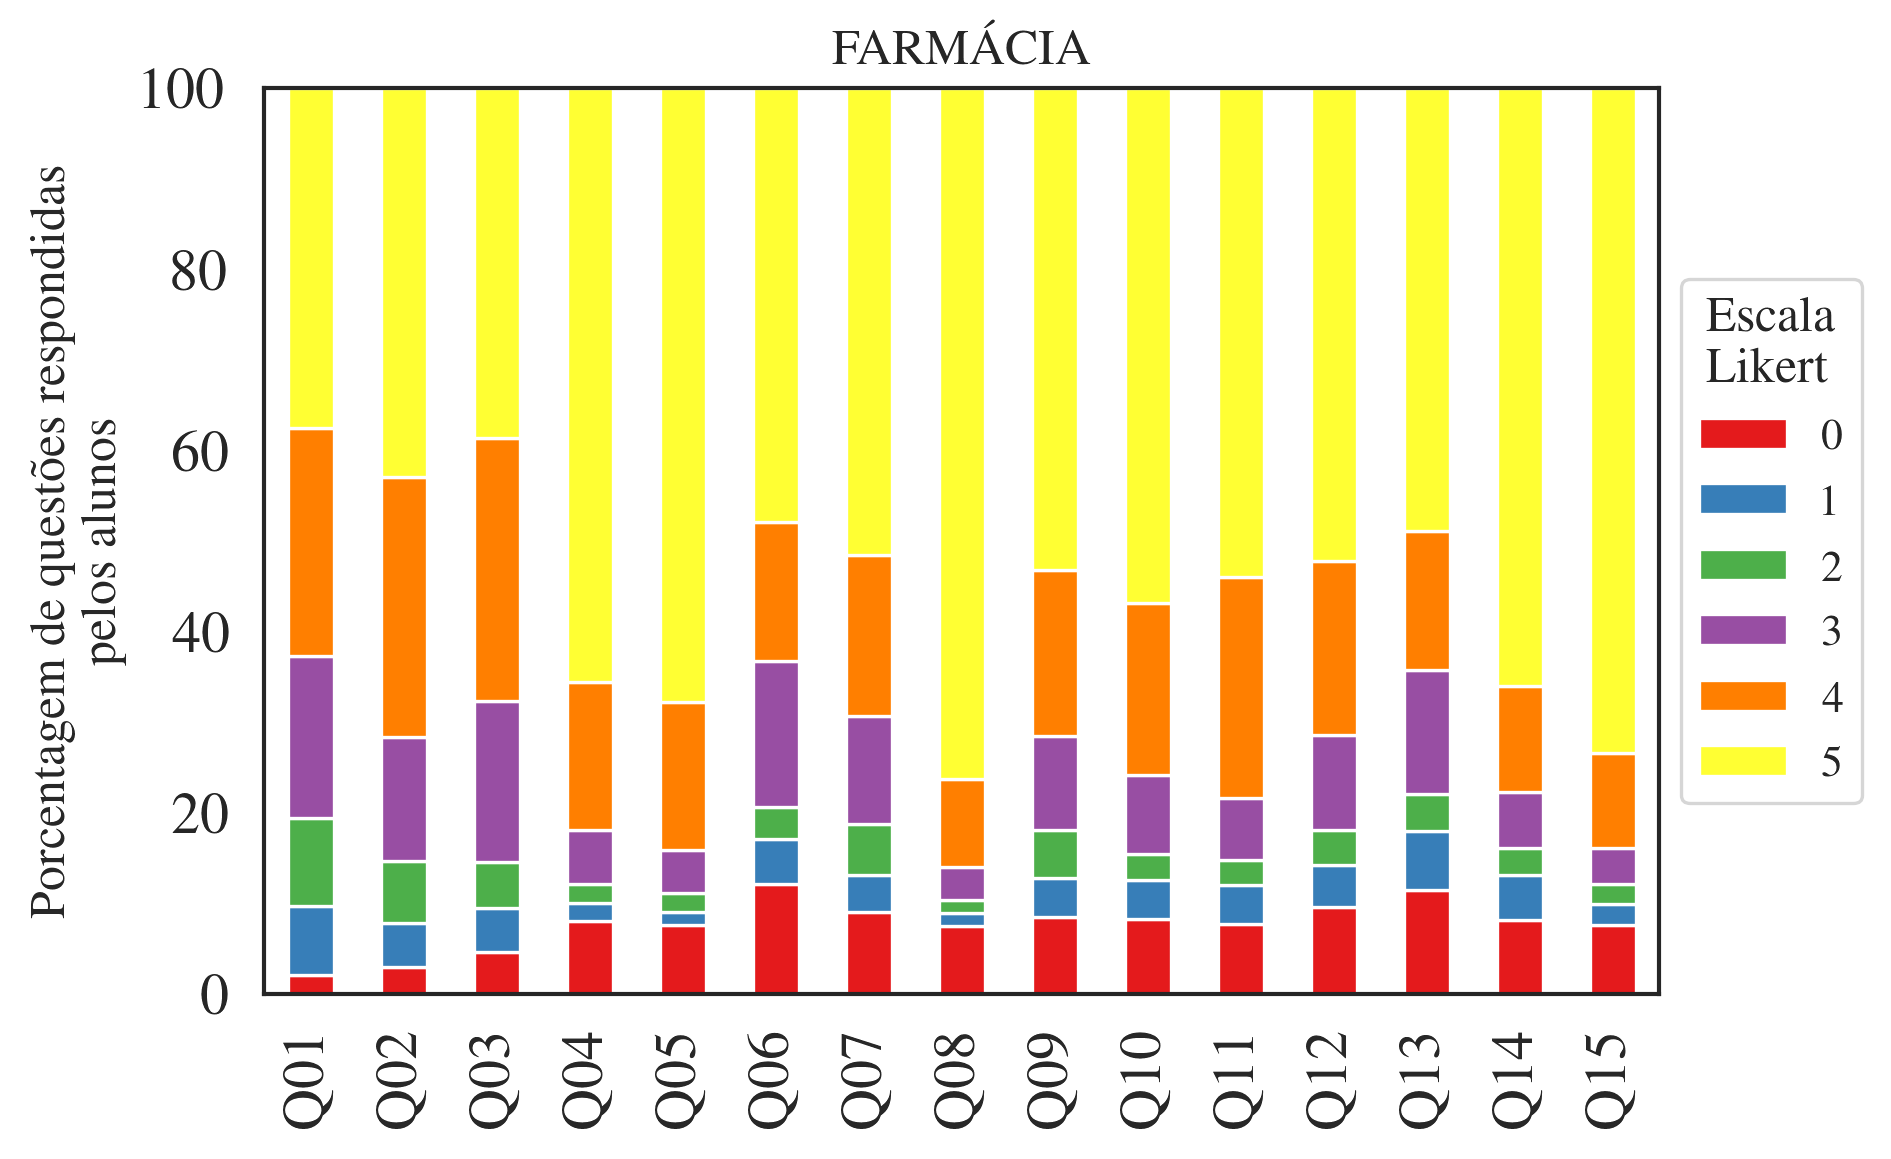 FARMÁCIA
Porcentagem de questões respondidas
pelos alunos
100
80
60
40
20
0
Q01
Q02
Q03
Q04
Q05
Q06
Q07
Q08
Q09
Q10
Q11
Q12
Q13
Q14
Q15
Escala
Likert
0
1
2
3
4
5